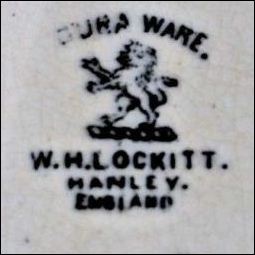 DURA WARE.
W.H.LOCKITT.
HANLEY.
ENGLAND